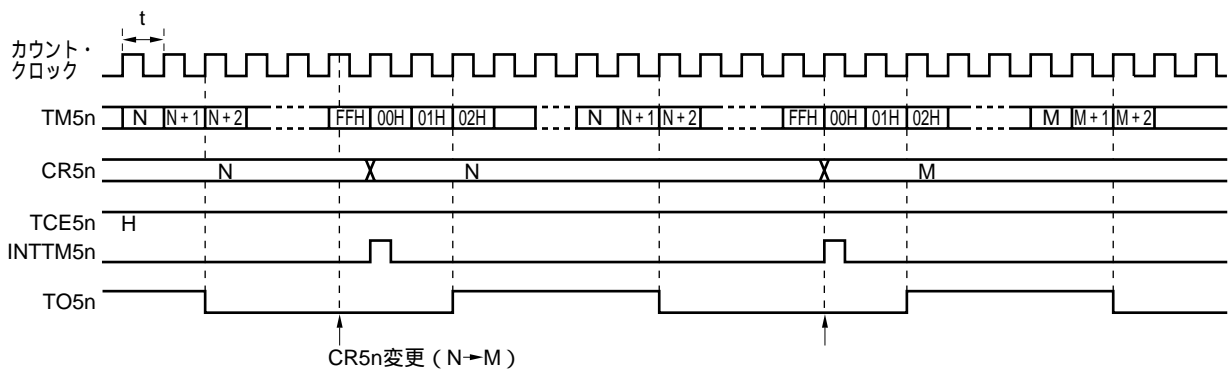 t
カウント・
クロック
TM5n N N+1 N+2 FFH 00H 01H 02H N N+1 N+2 FFH 00H 01H 02H M M+1 M+2
CR5n N N M
TCE5n H
INTTM5n
TO5n
CR5n変更(N→M)